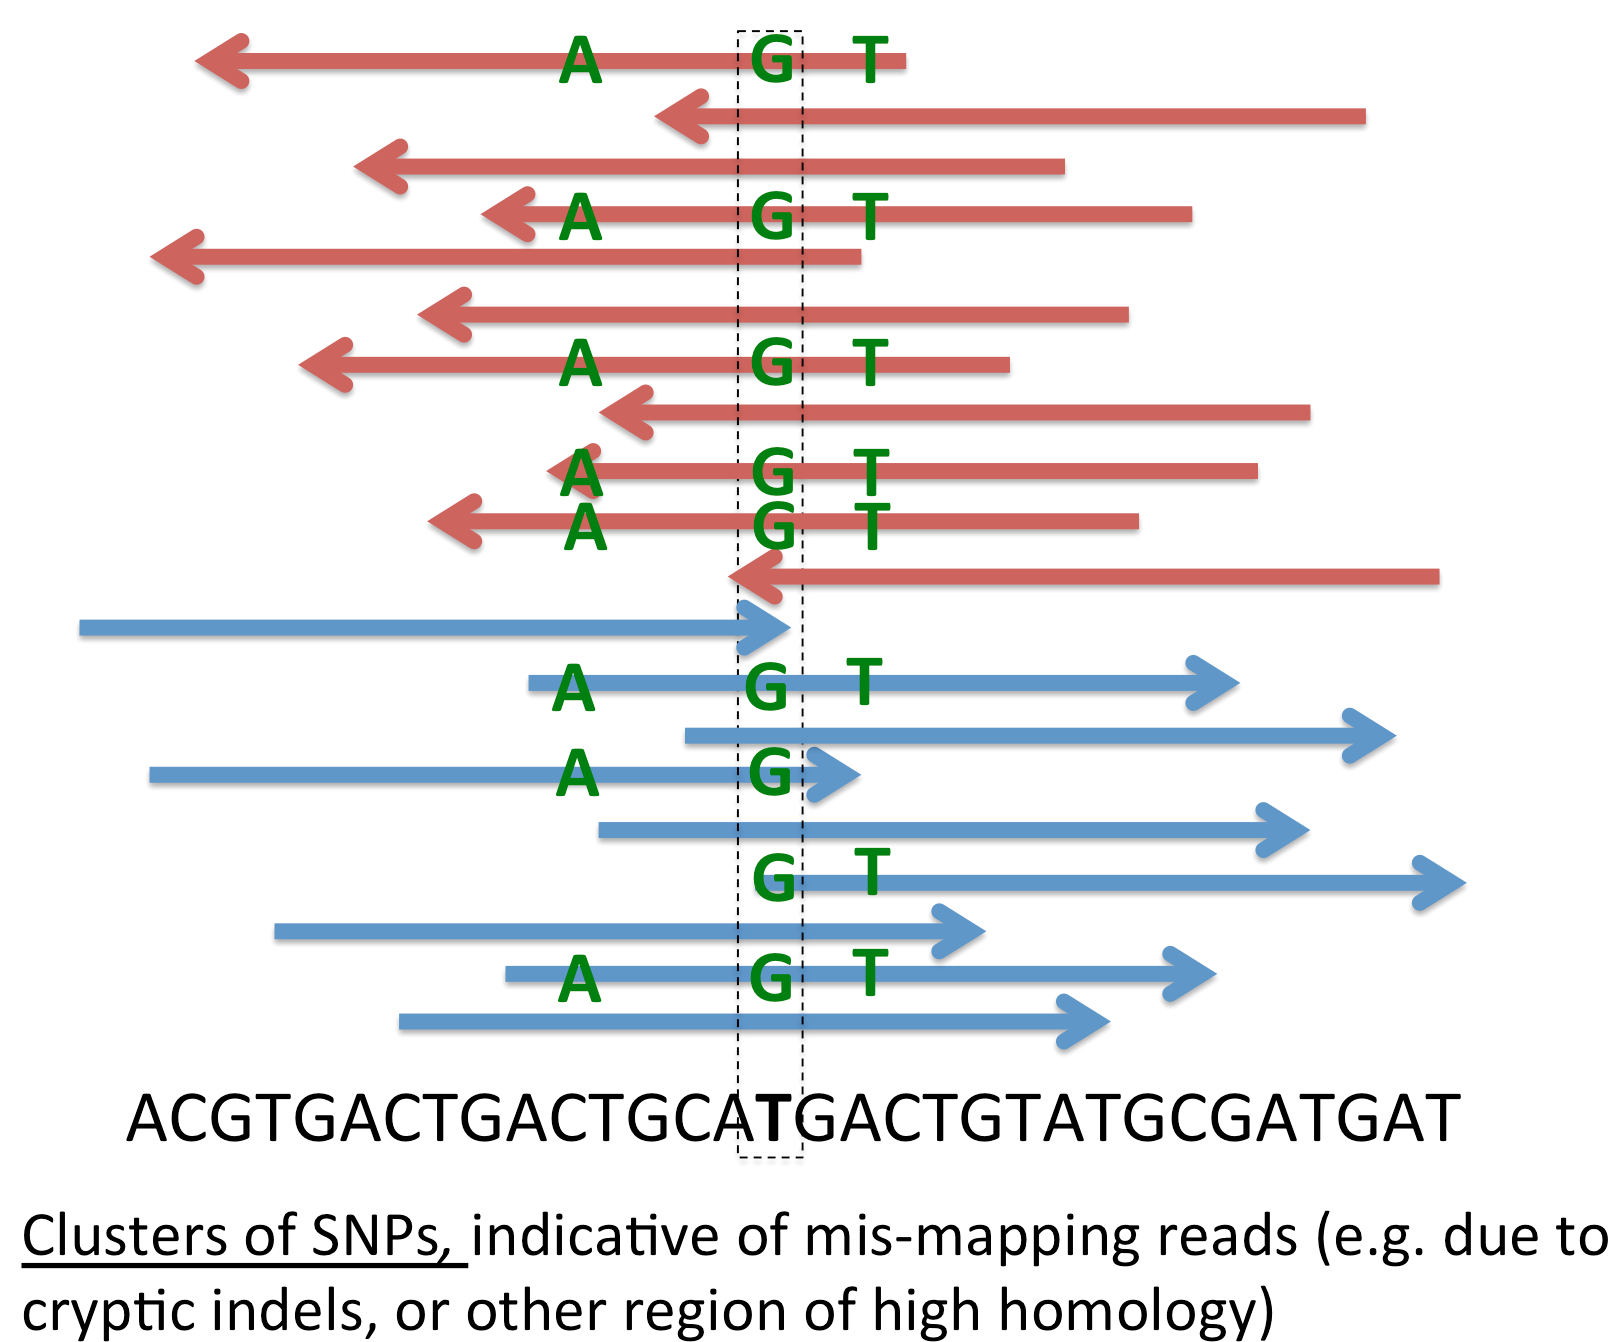 A G T
A G T
A G T
A G T
A G T
A G T
A G
G T
A G T
ACGTGACTGACTGCATGACTGTATGCGATGAT
Clusters of SNPs, indicative of mis-mapping reads (e.g. due to
cryptic indels, or other region of high homology)